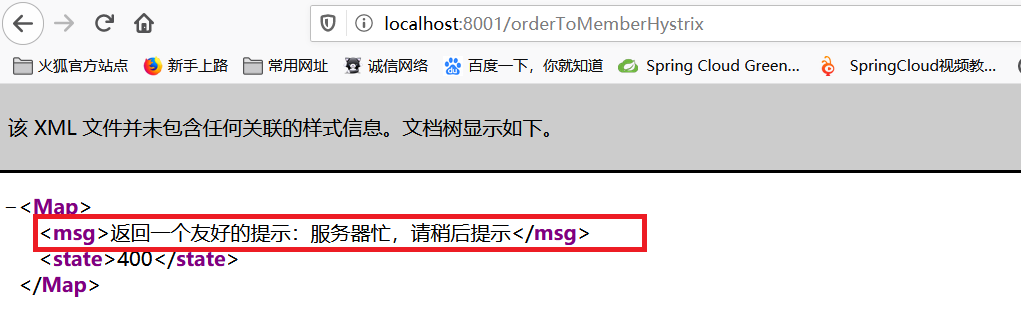 localhost:8001/orderToMemberHystrix
火狐官方站点 新手上路 常用网址 诚信网络 百度一下，你就知道 Spring Cloud Green... SpringCloud视频教...
该 XML 文件并未包含任何关联的样式信息。文档树显示如下。
−<Map>
<msg>返回一个友好的提示：服务器忙，请稍后提示</msg>
<state>400</state>
</Map>